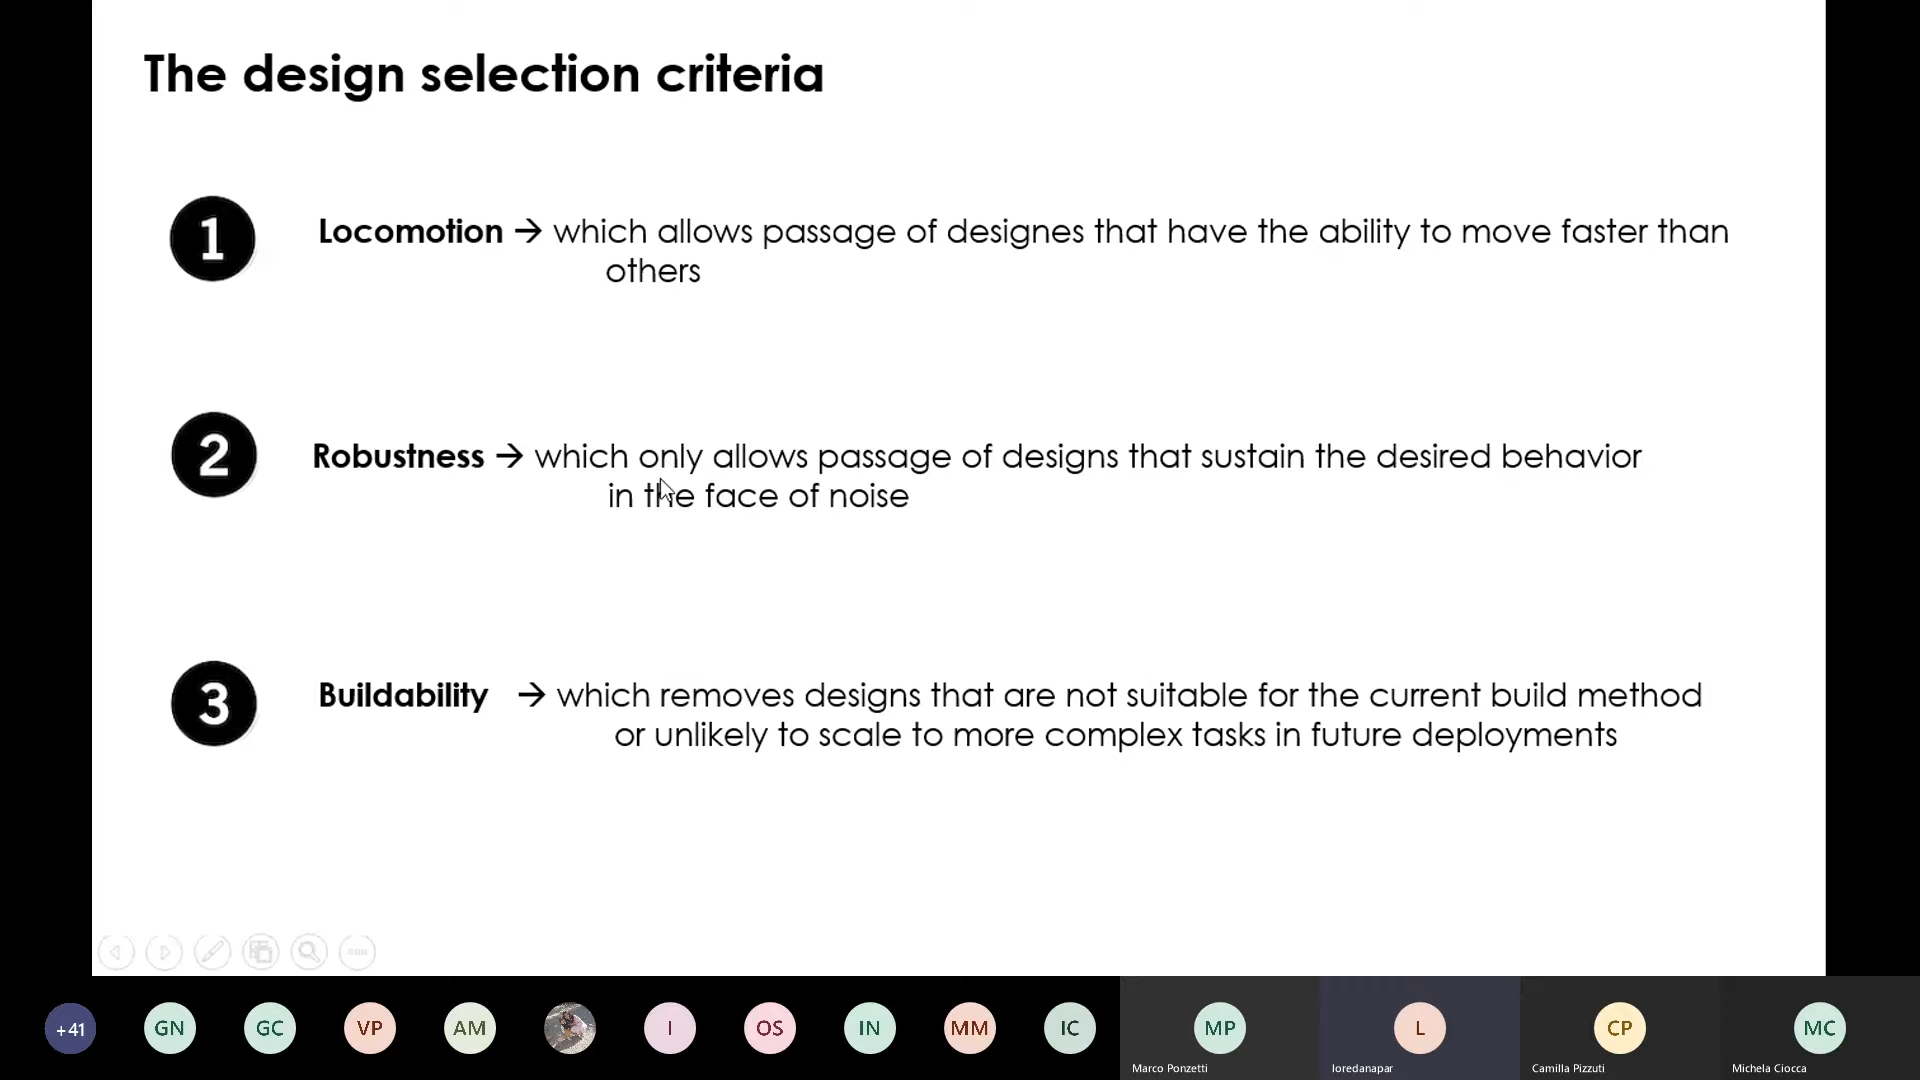 The design selection criteria
1
Locomotion → which allows passage of designes that have the ability to move faster than
others
2
Robustness → which only allows passage of designs that sustain the desired behavior
in the face of noise
3
Buildability → which removes designs that are not suitable for the current build method
or unlikely to scale to more complex tasks in future deployments
+41 GN GC VP AM I OS IN MM IC MP L CP MC
Marco Ponzetti loredanapar Camilla Pizzuti Michela Ciocca